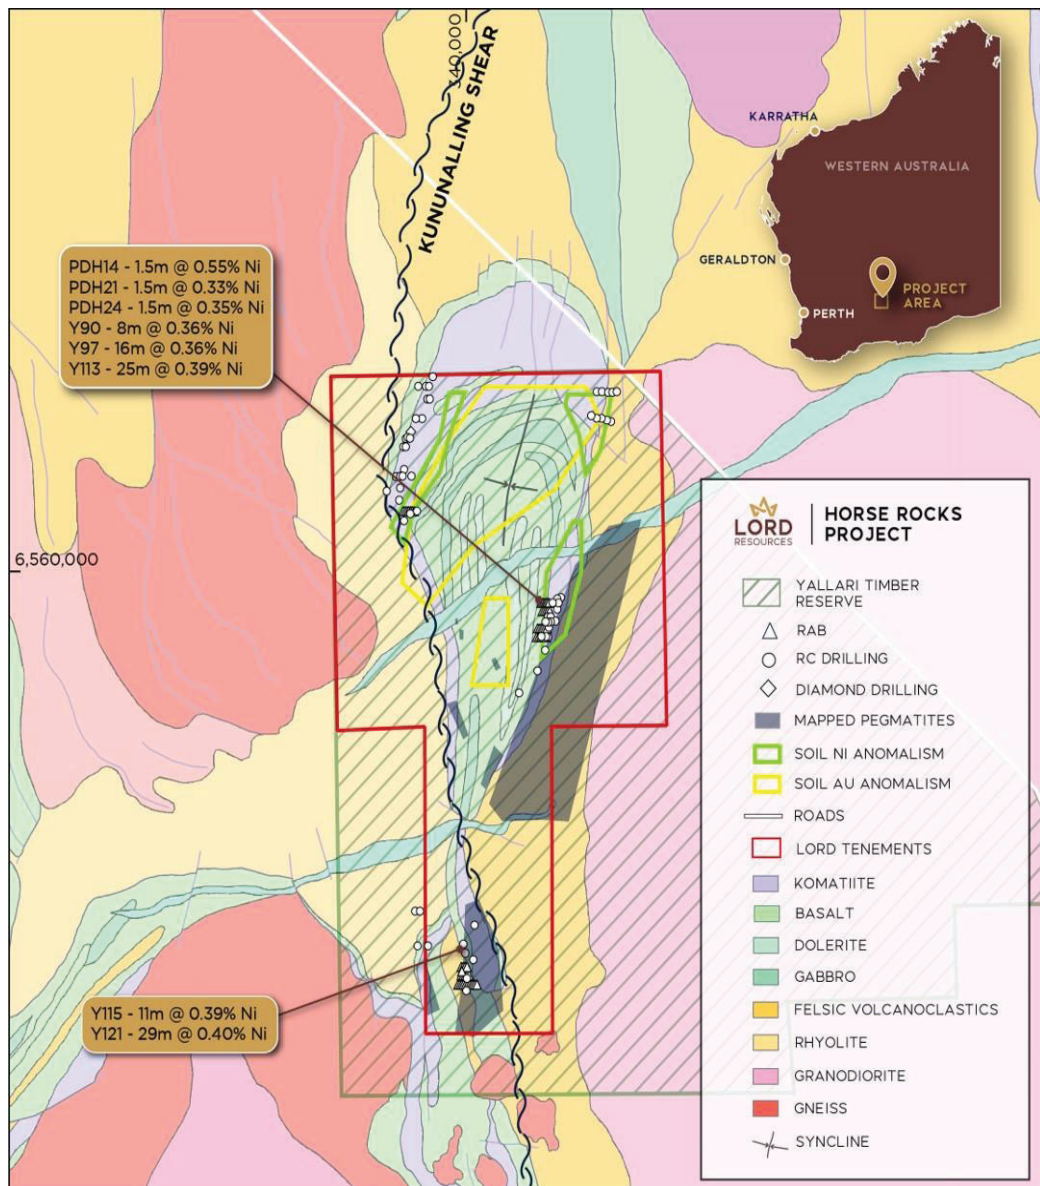 340,000
KUNUNALLING SHEAR
KARRATHA
WESTERN AUSTRALIA
GERALDTON
PROJECT
AREA
PERTH
PDH14 - 1.5m @ 0.55% Ni
PDH21 - 1.5m @ 0.33% Ni
PDH24 - 1.5m @ 0.35% Ni
Y90 - 8m @ 0.36% Ni
Y97 - 16m @ 0.36% Ni
Y113 - 25m @ 0.39% Ni
6,560,000
LORD
RESOURCES
HORSE ROCKS
PROJECT
YALLARI TIMBER
RESERVE
RAB
RC DRILLING
DIAMOND DRILLING
MAPPED PEGMATITES
SOIL NI ANOMALISM
SOIL AU ANOMALISM
ROADS
LORD TENEMENTS
KOMATIITE
BASALT
DOLERITE
GABBRO
FELSIC VOLCANOCLASTICS
RHYOLITE
GRANODIORITE
GNEISS
SYNCLINE
Y115 - 11m @ 0.39% Ni
Y121 - 29m @ 0.40% Ni